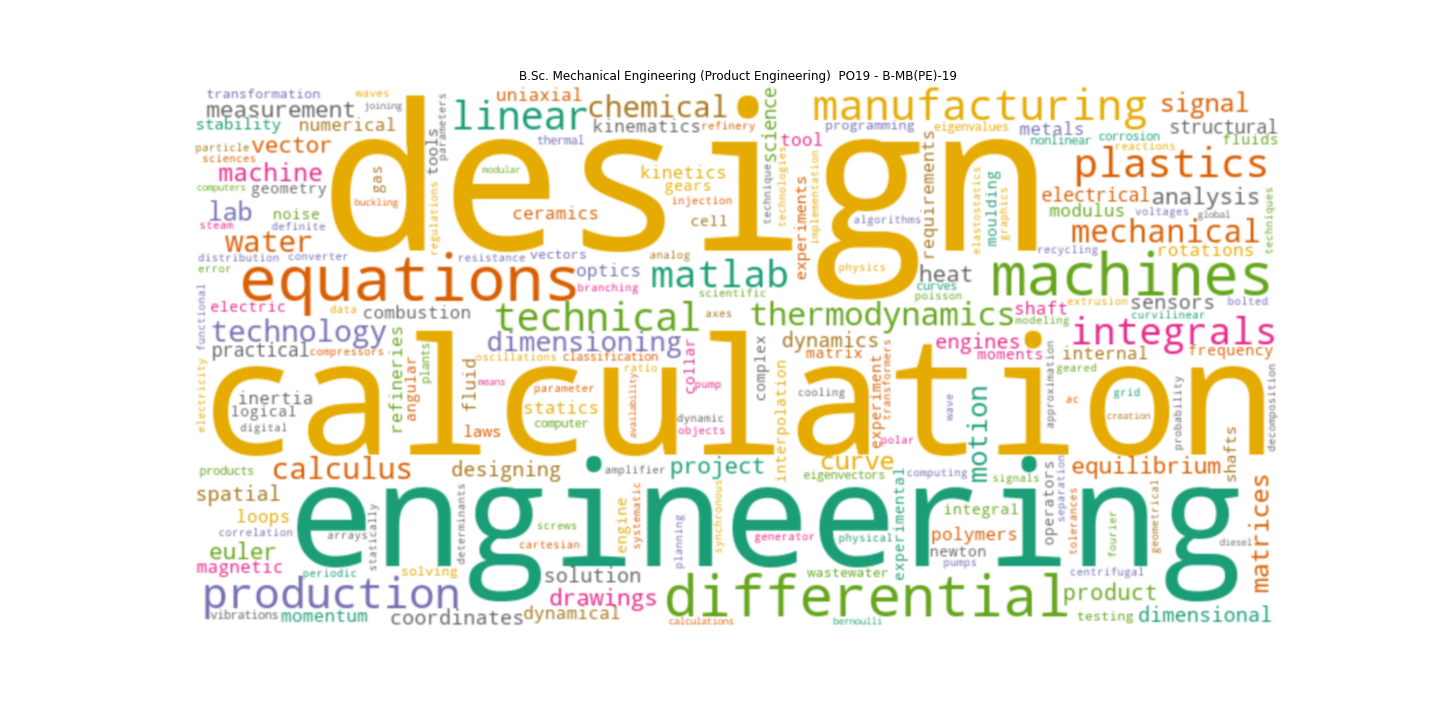 B.Sc. Mechanical Engineering (Product Engineering)  PO19 - B-MB(PE)-19
transformation
waves
measurement
joining
stability
numerical
parameters
uniaxial
linear
chemical
kinematics
refinery
science
manufacturing
signal
programming
eigenvalues
metals
structural
nonlinear
corrosion
fluids
reactions
particle
vector
sciences
tools
thermal
tool
design
machine
computers
geometry
gas
buckling
modular
kinetics
gears
injection
technique
technologies
implementation
requirements
plastics
electrical
analysis
lab
noise
steam
definite
regulations
ceramics
cell
experiments
algorithms
elastostatics
graphics
moulding
modulus
voltages
global
techniques
water
mechanical
distribution
converter
resistance
vectors
analog
recycling
rotations
error
equations
optics
matlab
physics
heat
machines
branching
scientific
curves
poisson
functional
electric
data
combustion
technical
axes
thermodynamics
shaft
extrusion
sensors
bolted
modeling
curvilinear
technology
dimensioning
dynamics
engines
integrals
practical
compressors
oscillations
classification
matrix
moments
internal
frequency
refineries
plants
angular
fluid
means
ratio
collar
complex
transformers
experiment
approximation
geared
electricity
calculation
inertia
logical
digital
parameter
statics
computer
availability
pump
dynamic
objects
cooling
interpolation
wave
motion
ac
grid
creation
probability
decomposition
laws
polar
products
calculus
designing
amplifier
project
curve
eigenvectors
computing
signals
equilibrium
shafts
spatial
loops
correlation
arrays
statically
determinants
engineering
screws
cartesian
engine
systematic
planning
synchronous
generator
physical
experimental
integral
polymers
newton
pumps
operators
separation
tolerances
fourier
geometrical
diesel
matrices
euler
magnetic
periodic
solving
solution
wastewater
centrifugal
production
drawings
differential
product
vibrations
momentum
coordinates
dynamical
calculations
bernoulli
testing
dimensional